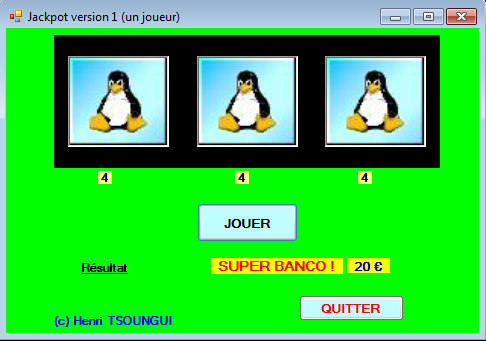 Jackpot version 1 (un joueur)
4 4 4
JOUER
Résultat SUPER BANCO ! 20 €
QUITTER
(c) Henri TSOUNGUI